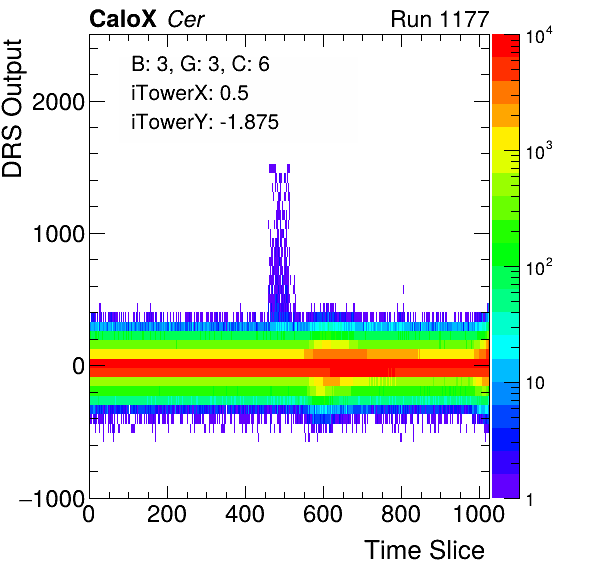 CaloX Cer Run 1177
B: 3, G: 3, C: 6
iTowerX: 0.5
iTowerY: -1.875
DRS Output
2000
1000
0
−1000
0 200 400 600 800 1000
Time Slice
10^4
10^3
10^2
10
1